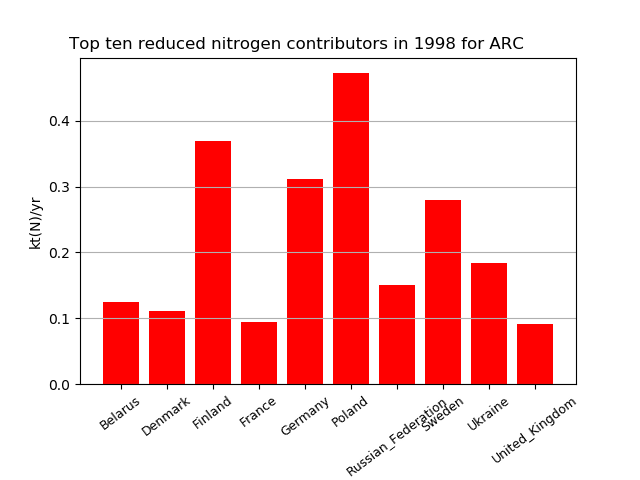 Top ten reduced nitrogen contributors in 1998 for ARC
kt(N)/yr
0.4
0.3
0.2
0.1
0.0
Belarus
Denmark
Finland
France
Germany
Poland
Russian_Federation
Sweden
Ukraine
United_Kingdom